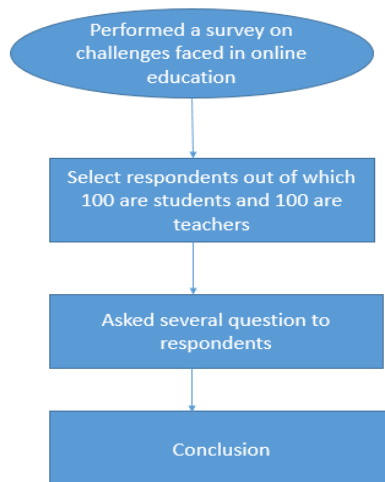 Performed a survey on
challenges faced in online
education
Select respondents out of which
100 are students and 100 are
teachers
Asked several question to
respondents
Conclusion